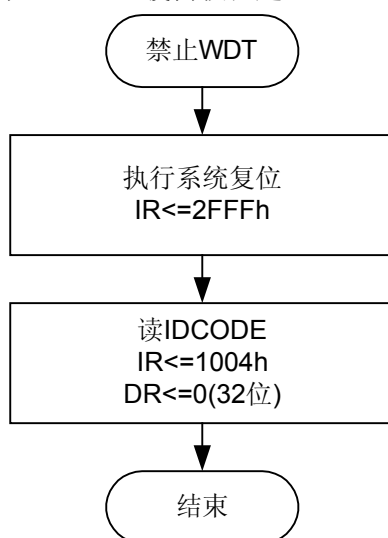 禁止WDT
执行系统复位
IR<=2FFFh
读IDCODE
IR<=1004h
DR<=0(32位)
结束